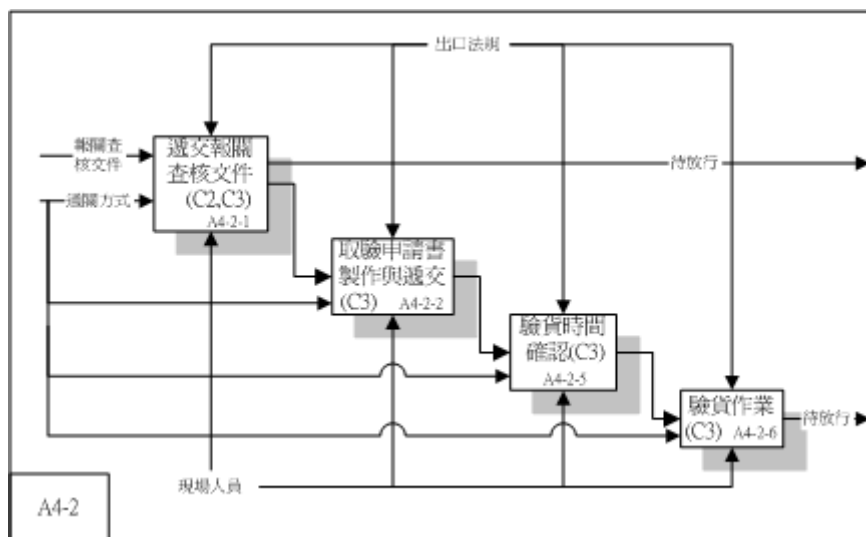 出口法規
報關查
核文件
通關方式
遞交報關
查核文件
(C2,C3)
A4-2-1
待放行
取驗申請書
製作與遞交
(C3) A4-2-2
驗貨時間
確認(C3)
A4-2-5
驗貨作業
(C3) A4-2-6
待放行
現場人員
A4-2